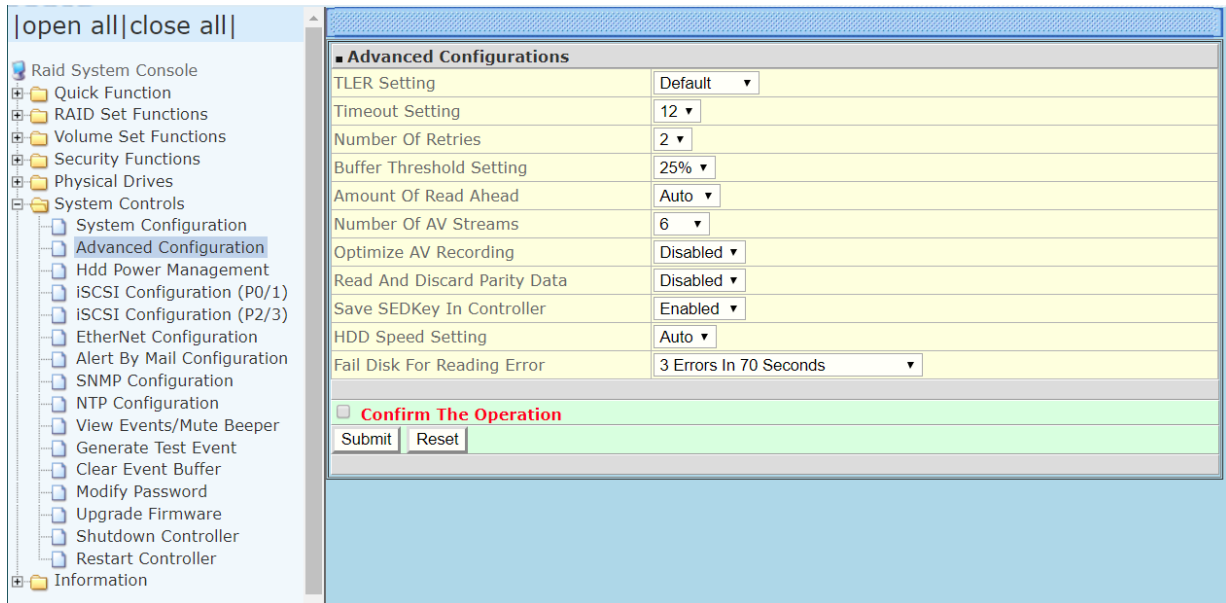 |open all|close all|
Raid System Console
Quick Function
RAID Set Functions
Volume Set Functions
Security Functions
Physical Drives
System Controls
System Configuration
Advanced Configuration
Hdd Power Management
iSCSI Configuration (P0/1)
iSCSI Configuration (P2/3)
EtherNet Configuration
Alert By Mail Configuration
SNMP Configuration
NTP Configuration
View Events/Mute Beeper
Generate Test Event
Clear Event Buffer
Modify Password
Upgrade Firmware
Shutdown Controller
Restart Controller
Information
Advanced Configurations
TLER Setting Default
Timeout Setting 12
Number Of Retries 2
Buffer Threshold Setting 25%
Amount Of Read Ahead Auto
Number Of AV Streams 6
Optimize AV Recording Disabled
Read And Discard Parity Data Disabled
Save SEDKey In Controller Enabled
HDD Speed Setting Auto
Fail Disk For Reading Error 3 Errors In 70 Seconds
Confirm The Operation
Submit Reset